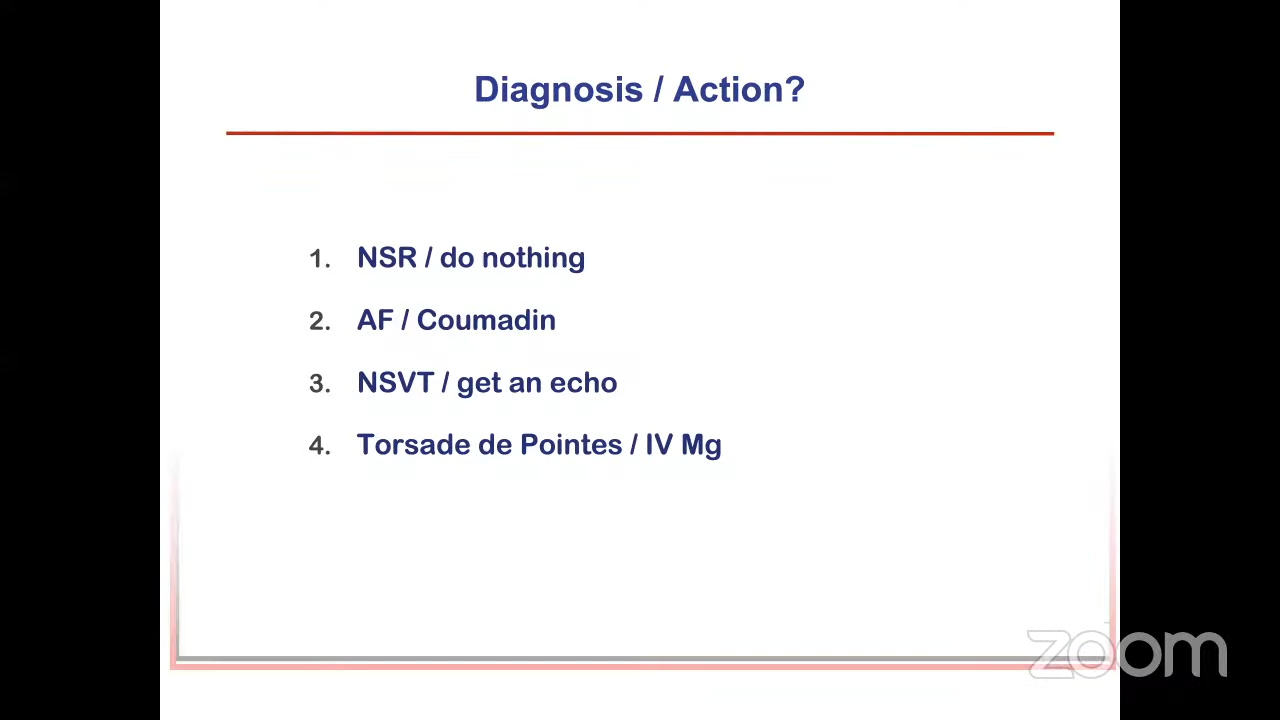 Diagnosis / Action?
1. NSR / do nothing
2. AF / Coumadin
3. NSVT / get an echo
4. Torsade de Pointes / IV Mg
zoom